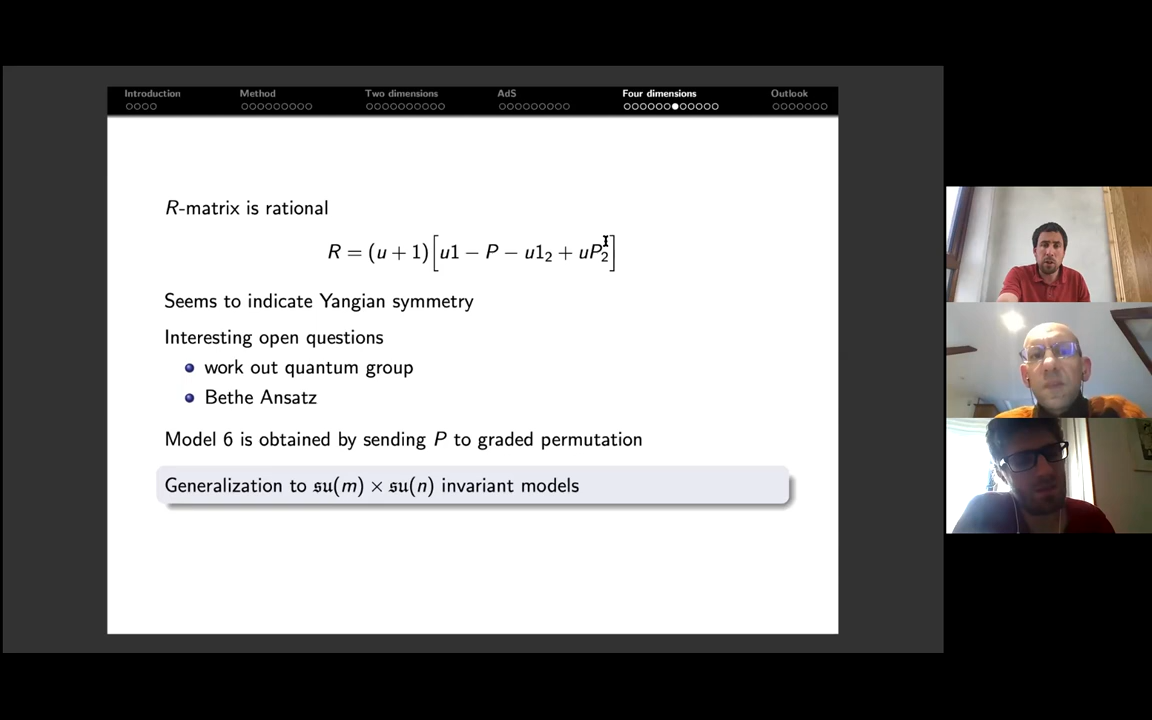 Introduction Method Two dimensions AdS Four dimensions Outlook
R-matrix is rational
R = (u + 1)[u1 − P − u1₂ + uP₂]
Seems to indicate Yangian symmetry
Interesting open questions
work out quantum group
Bethe Ansatz
Model 6 is obtained by sending P to graded permutation
Generalization to 𝔰𝔲(m) × 𝔰𝔲(n) invariant models